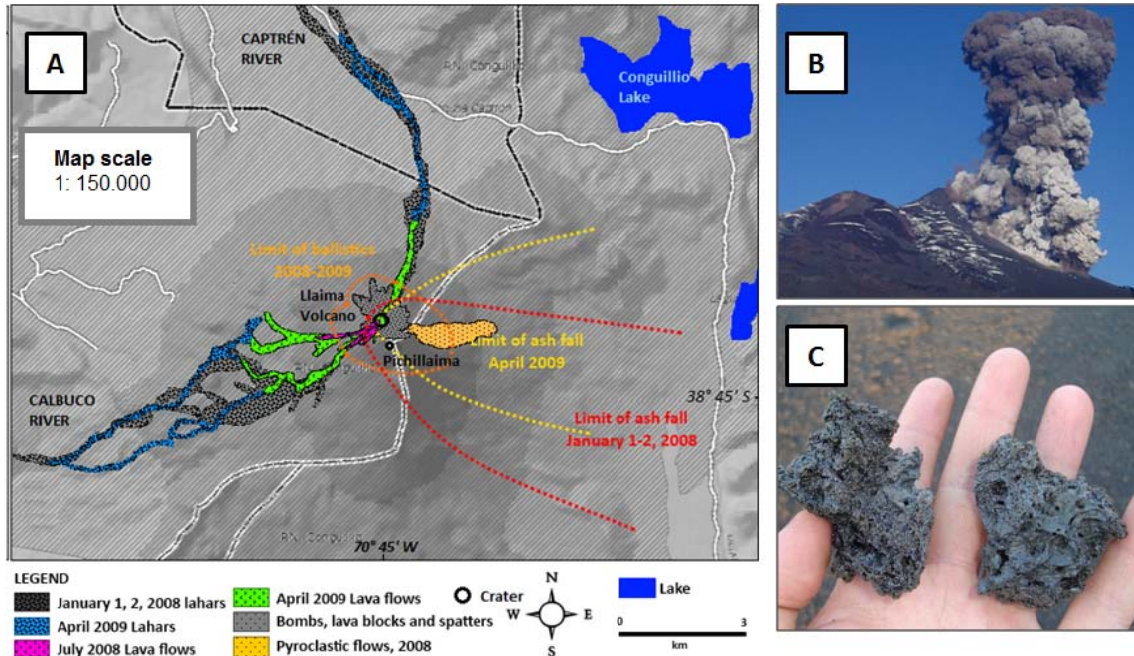 A
CAPTRÉN
RIVER
R.N. Conguillio
Conguillio
Lake
Map scale
1: 150.000
Limit of ballistics
2008-2009
Llaima
Volcano
Pichillaima
Limit of ash fall
April 2009
38° 45' S
CALBUCO
RIVER
Limit of ash fall
January 1-2, 2008
70° 45' W
LEGEND
January 1, 2, 2008 lahars
April 2009 Lahars
July 2008 Lava flows
April 2009 Lava flows
Bombs, lava blocks and spatters
Pyroclastic flows, 2008
Crater
N
W
E
S
Lake
0
3
km
B
C